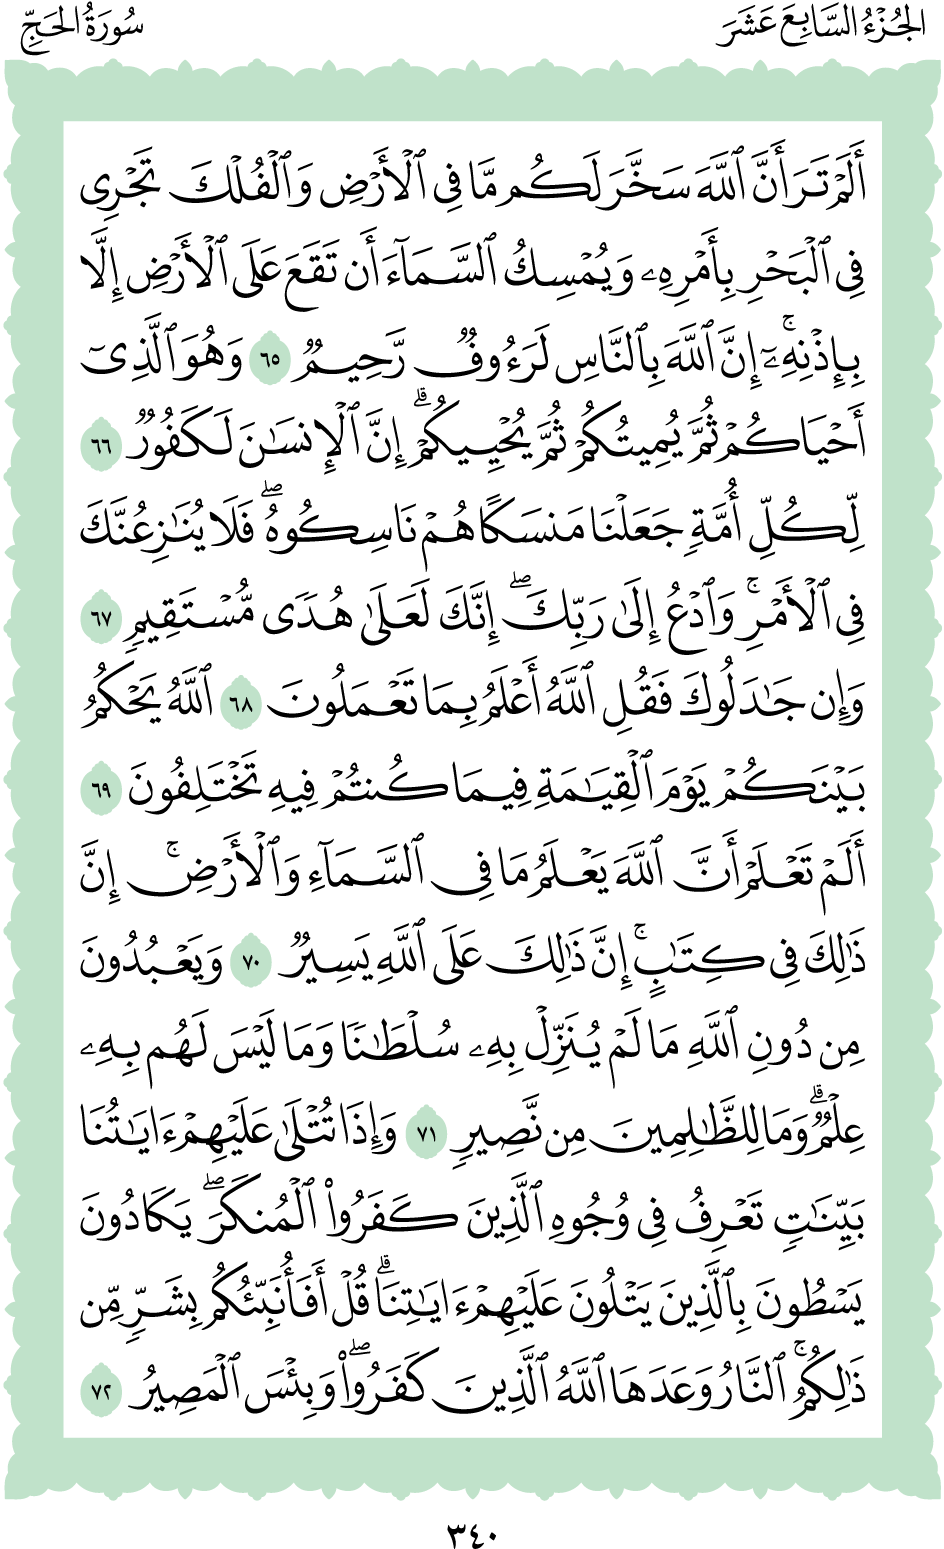 الجُزْءُ السَّابِعَ عَشَرَ
سُورَةُ الحَجِّ
أَلَمْ تَرَ أَنَّ ٱللَّهَ سَخَّرَ لَكُم مَّا فِي ٱلْأَرْضِ وَٱلْفُلْكَ تَجْرِي
فِي ٱلْبَحْرِ بِأَمْرِهِۦ وَيُمْسِكُ ٱلسَّمَآءَ أَن تَقَعَ عَلَى ٱلْأَرْضِ إِلَّا
بِإِذْنِهِۦٓۚ إِنَّ ٱللَّهَ بِٱلنَّاسِ لَرَءُوفٌ رَّحِيمٌ ٦٥ وَهُوَ ٱلَّذِيٓ
أَحْيَاكُمْ ثُمَّ يُمِيتُكُمْ ثُمَّ يُحْيِيكُمْۗ إِنَّ ٱلْإِنسَٰنَ لَكَفُورٌ ٦٦
لِّكُلِّ أُمَّةٍ جَعَلْنَا مَنسَكًا هُمْ نَاسِكُوهُۖ فَلَا يُنَٰزِعُنَّكَ
فِي ٱلْأَمْرِۚ وَٱدْعُ إِلَىٰ رَبِّكَۖ إِنَّكَ لَعَلَىٰ هُدًى مُّسْتَقِيمٍ ٦٧
وَإِن جَٰدَلُوكَ فَقُلِ ٱللَّهُ أَعْلَمُ بِمَا تَعْمَلُونَ ٦٨ ٱللَّهُ يَحْكُمُ
بَيْنَكُمْ يَوْمَ ٱلْقِيَٰمَةِ فِيمَا كُنتُمْ فِيهِ تَخْتَلِفُونَ ٦٩
أَلَمْ تَعْلَمْ أَنَّ ٱللَّهَ يَعْلَمُ مَا فِي ٱلسَّمَآءِ وَٱلْأَرْضِۚ إِنَّ
ذَٰلِكَ فِي كِتَٰبٍۚ إِنَّ ذَٰلِكَ عَلَى ٱللَّهِ يَسِيرٌ ٧٠ وَيَعْبُدُونَ
مِن دُونِ ٱللَّهِ مَا لَمْ يُنَزِّلْ بِهِۦ سُلْطَٰنًا وَمَا لَيْسَ لَهُم بِهِۦ
عِلْمٌۗ وَمَا لِلظَّٰلِمِينَ مِن نَّصِيرٍ ٧١ وَإِذَا تُتْلَىٰ عَلَيْهِمْ ءَايَٰتُنَا
بَيِّنَٰتٍ تَعْرِفُ فِي وُجُوهِ ٱلَّذِينَ كَفَرُوا۟ ٱلْمُنكَرَۖ يَكَادُونَ
يَسْطُونَ بِٱلَّذِينَ يَتْلُونَ عَلَيْهِمْ ءَايَٰتِنَاۗ قُلْ أَفَأُنَبِّئُكُم بِشَرٍّ مِّن
ذَٰلِكُمُۚ ٱلنَّارُ وَعَدَهَا ٱللَّهُ ٱلَّذِينَ كَفَرُوا۟ۖ وَبِئْسَ ٱلْمَصِيرُ ٧٢
٣٤٠